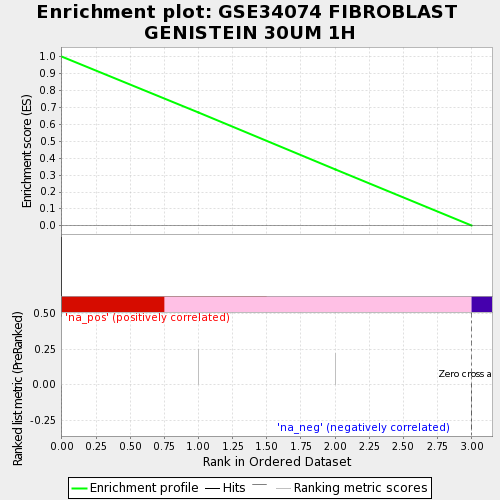 Enrichment plot: GSE34074 FIBROBLAST
GENISTEIN 30UM 1H
Enrichment score (ES)
1.0
0.9
0.8
0.7
0.6
0.5
0.4
0.3
0.2
0.1
0.0
'na_pos' (positively correlated)
Ranked list metric (PreRanked)
0.50
0.25
0.00
-0.25
Zero cross a
'na_neg' (negatively correlated)
0.00 0.25 0.50 0.75 1.00 1.25 1.50 1.75 2.00 2.25 2.50 2.75 3.00
Rank in Ordered Dataset
Enrichment profile Hits Ranking metric scores